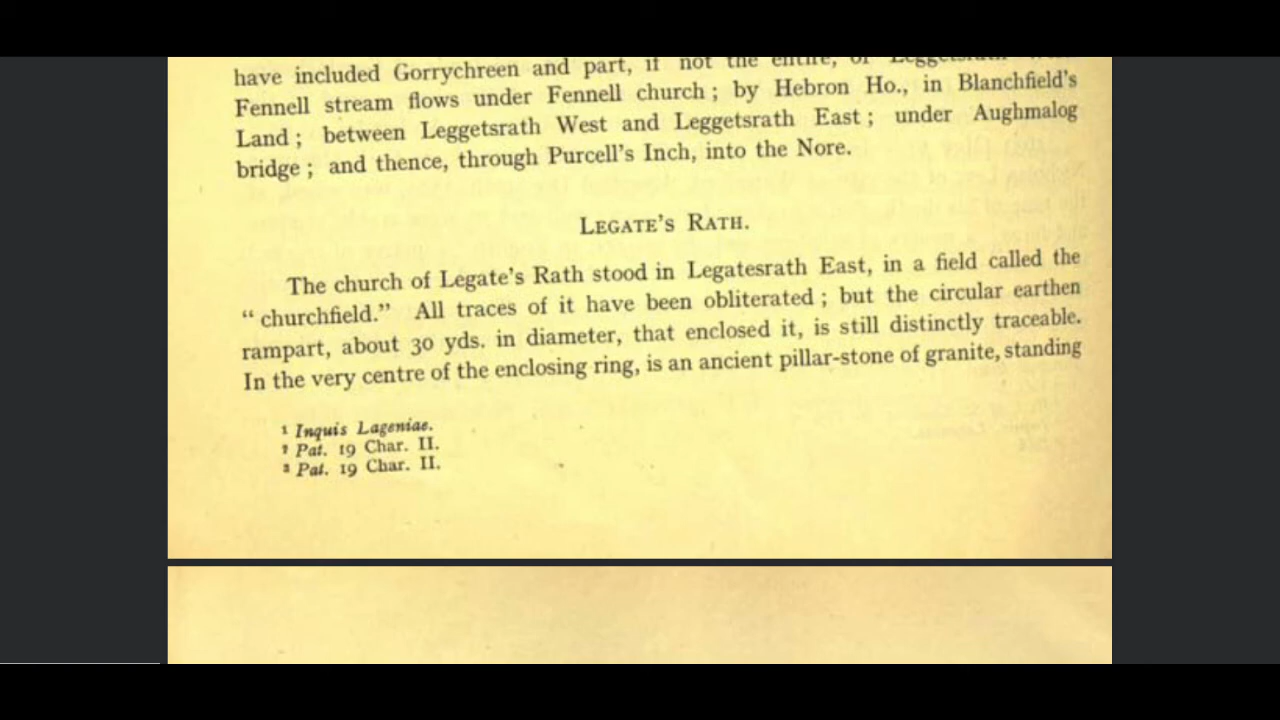 have included Gorrychreen and part, if not the entire, of
Fennell stream flows under Fennell church ; by Hebron Ho., in Blanchfield's
Land ; between Leggetsrath West and Leggetsrath East ; under Aughmalog
bridge ; and thence, through Purcell's Inch, into the Nore.
LEGATE'S RATH.
The church of Legate's Rath stood in Legatesrath East, in a field called the
“ churchfield.” All traces of it have been obliterated ; but the circular earthen
rampart, about 30 yds. in diameter, that enclosed it, is still distinctly traceable.
In the very centre of the enclosing ring, is an ancient pillar-stone of granite, standing
¹ Inquis Lageniae.
² Pat. 19 Char. II.
³ Pat. 19 Char. II.